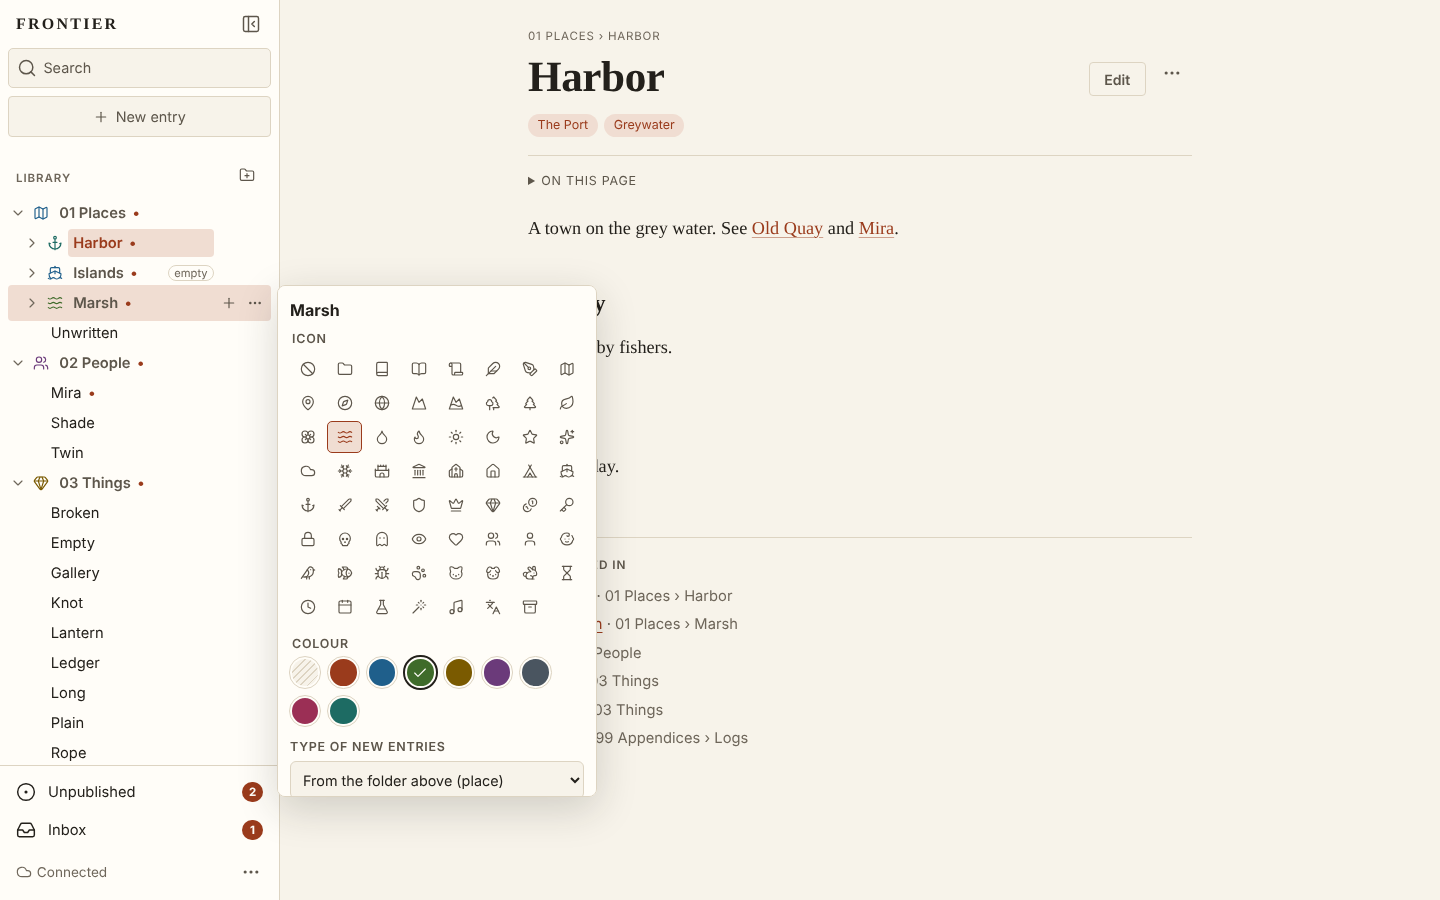 FRONTIER
Search
New entry
LIBRARY
01 Places
Harbor
Islands
empty
Marsh
Unwritten
02 People
Mira
Shade
Twin
03 Things
Broken
Empty
Gallery
Knot
Lantern
Ledger
Long
Plain
Rope
Unpublished
2
Inbox
1
Connected
Marsh
ICON
COLOUR
TYPE OF NEW ENTRIES
From the folder above (place)
01 PLACES › HARBOR
Harbor
Edit
The Port
Greywater
ON THIS PAGE
A town on the grey water. See Old Quay and Mira.
by fishers.
· 01 Places › Harbor
· 01 Places › Marsh
People
Things
03 Things
99 Appendices › Logs